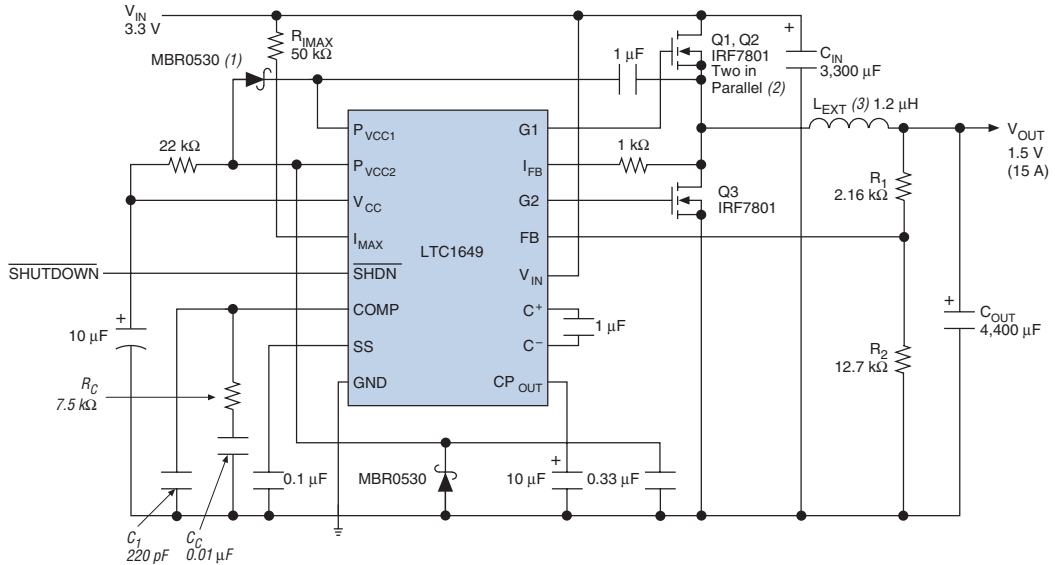 V_IN
3.3 V
R_IMAX
50 kΩ
MBR0530 (1)
1 µF
Q1, Q2
IRF7801
Two in
Parallel (2)
+
C_IN
3,300 µF
L_EXT (3) 1.2 µH
V_OUT
1.5 V
(15 A)
P_VCC1
G1
22 kΩ
P_VCC2
I_FB
1 kΩ
V_CC
G2
Q3
IRF7801
R_1
2.16 kΩ
I_MAX
FB
LTC1649
SHUTDOWN
SHDN
V_IN
COMP
C+
1 µF
+
10 µF
SS
C−
+
C_OUT
4,400 µF
GND
CP_OUT
R_2
12.7 kΩ
R_C
7.5 kΩ
0.1 µF
MBR0530
+
10 µF
0.33 µF
C_1
220 pF
C_C
0.01 µF